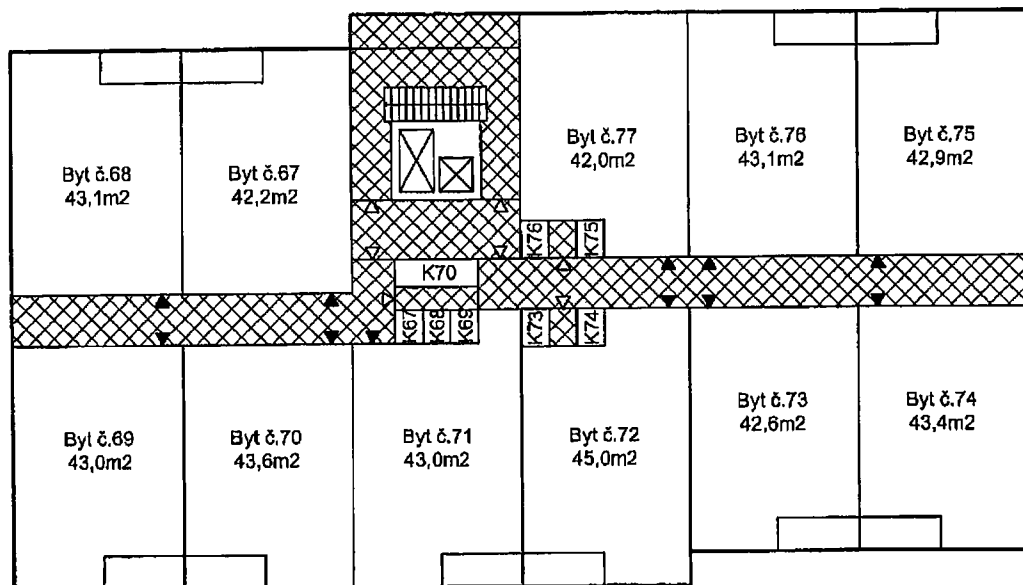 Byt č.77
42,0m2
Byt č.76
43,1m2
Byt č.75
42,9m2
Byt č.68
43,1m2
Byt č.67
42,2m2
K76
K75
K70
K67
K68
K69
K73
K74
Byt č.69
43,0m2
Byt č.70
43,6m2
Byt č.71
43,0m2
Byt č.72
45,0m2
Byt č.73
42,6m2
Byt č.74
43,4m2